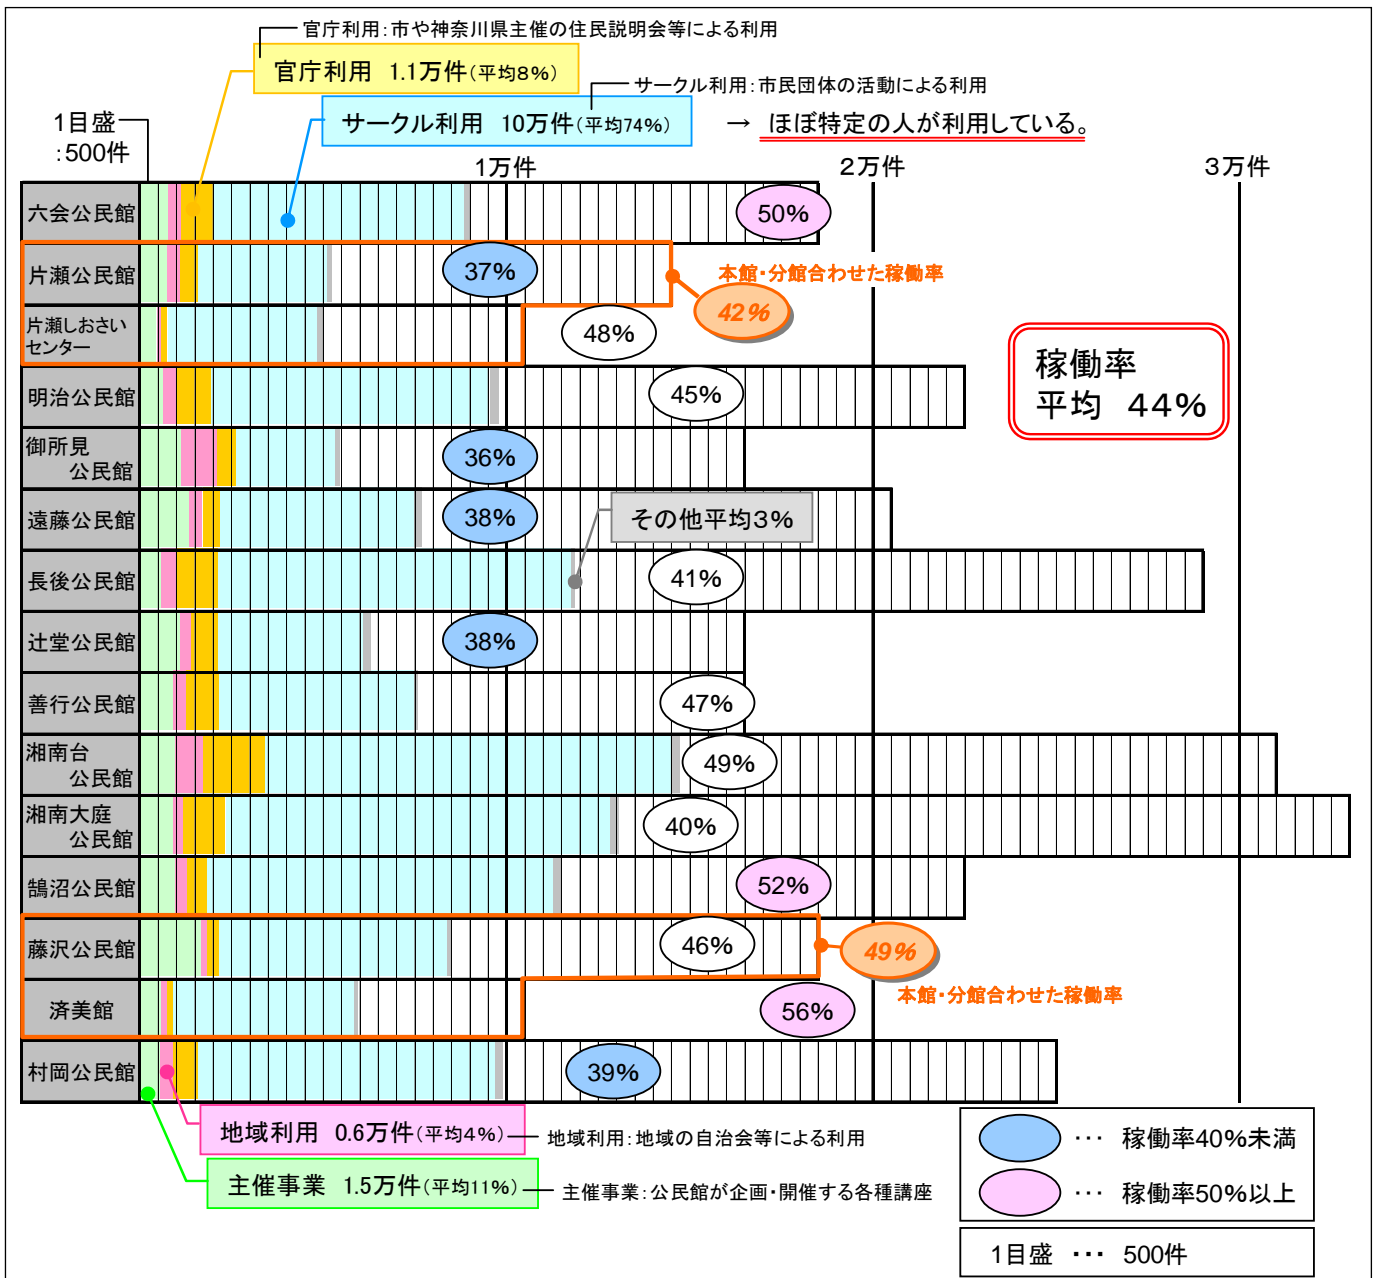 官庁利用：市や神奈川県主催の住民説明会等による利用
官庁利用 1.1万件(平均8%)
サークル利用：市民団体の活動による利用
サークル利用 10万件(平均74%)
→ ほぼ特定の人が利用している。
1目盛
：500件
1万件
2万件
3万件
六会公民館
50%
片瀬公民館
37%
本館・分館合わせた稼働率
42%
片瀬しおさい
センター
48%
稼働率
平均 44%
明治公民館
45%
御所見
公民館
36%
遠藤公民館
38%
その他平均3%
長後公民館
41%
辻堂公民館
38%
善行公民館
47%
湘南台
公民館
49%
湘南大庭
公民館
40%
鵠沼公民館
52%
藤沢公民館
46%
49%
本館・分館合わせた稼働率
済美館
56%
村岡公民館
39%
地域利用 0.6万件(平均4%)
地域利用：地域の自治会等による利用
主催事業 1.5万件(平均11%)
主催事業：公民館が企画・開催する各種講座
… 稼働率40%未満
… 稼働率50%以上
1目盛 … 500件